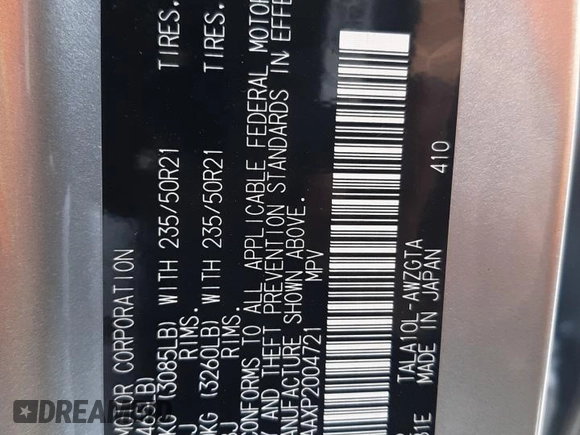 MOTOR CORPORATION
KG (3085LB) WITH 235/50R21 TIRES.
RIMS.
KG (3260LB) WITH 235/50R21 TIRES.
RIMS.
CONFORMS TO ALL APPLICABLE FEDERAL MOTOR
AND THEFT PREVENTION STANDARDS IN EFFE
MANUFACTURE SHOWN ABOVE.
AAXP2004721 MPV
TALA10L-AWZGTA 410
51E MADE IN JAPAN
DREAM